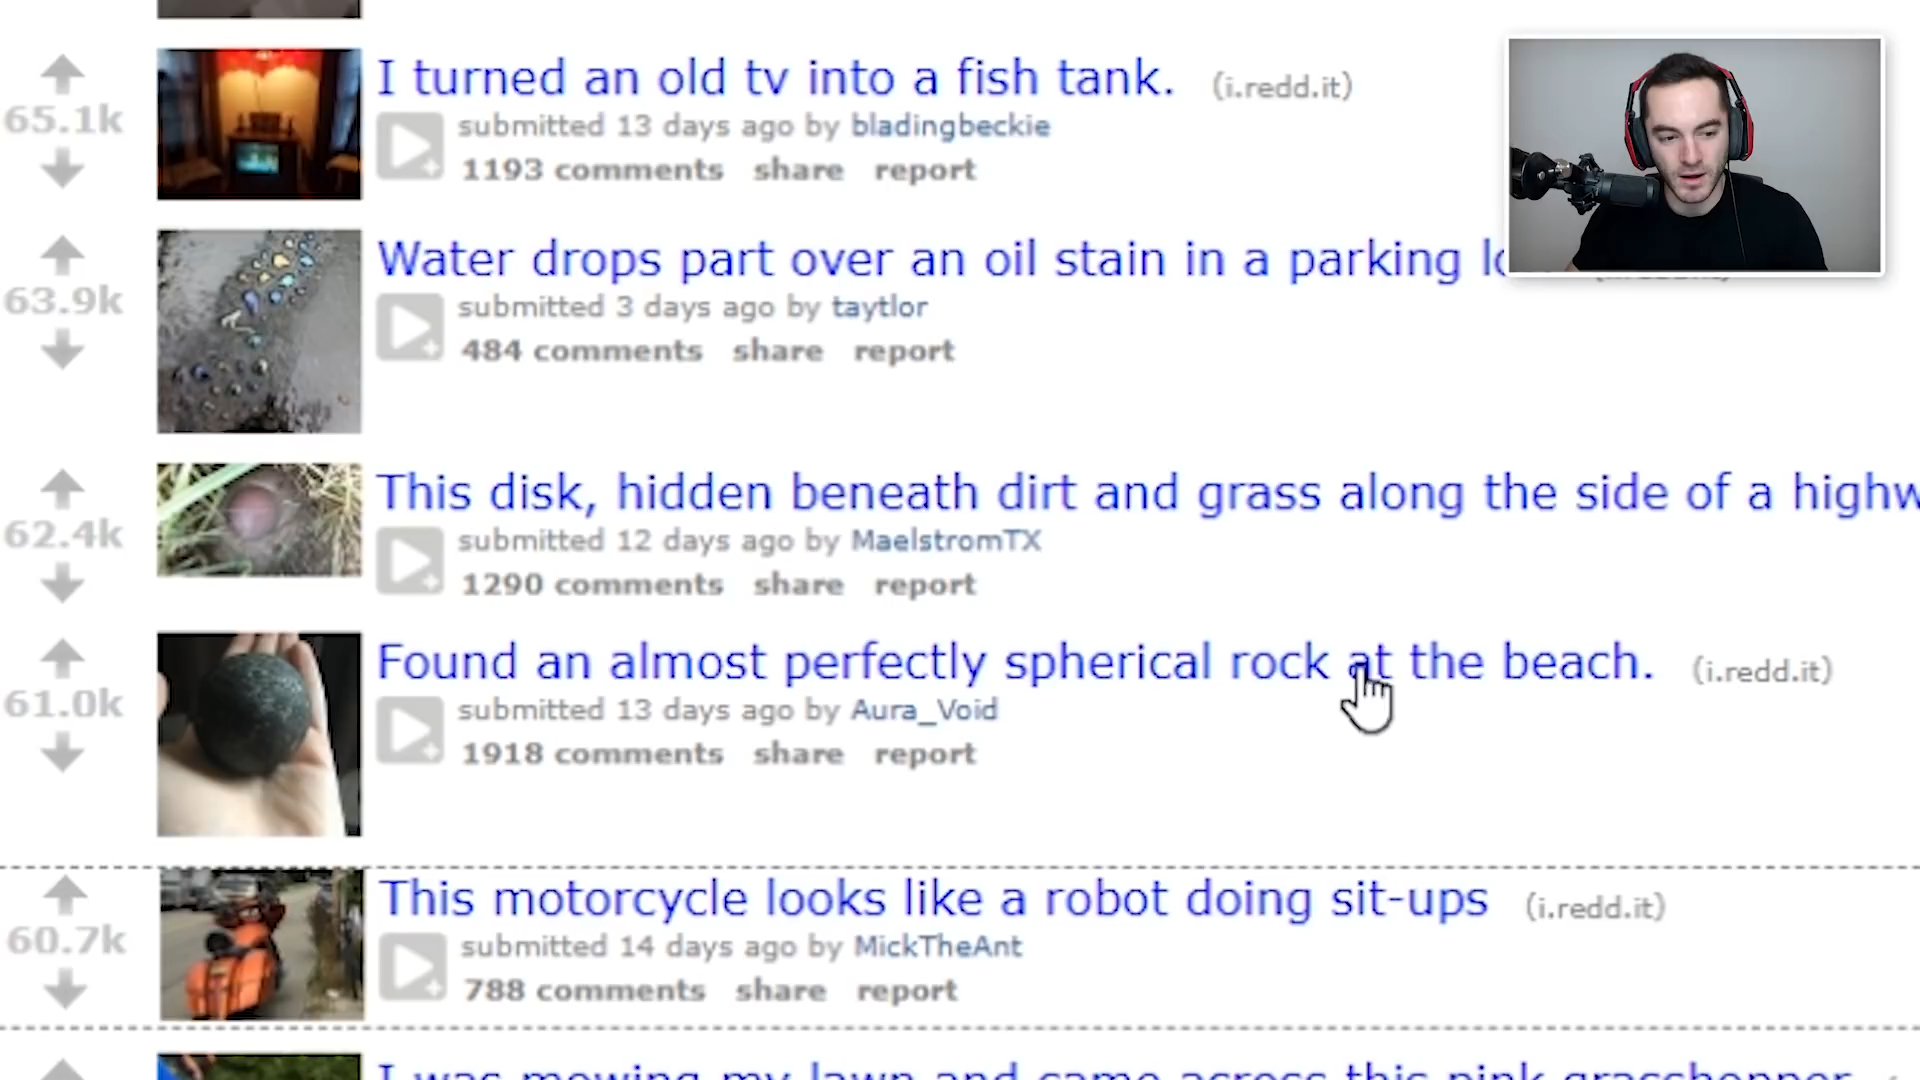 65.1k
I turned an old tv into a fish tank. (i.redd.it)
submitted 13 days ago by bladingbeckie
1193 comments share report
63.9k
Water drops part over an oil stain in a parking
submitted 3 days ago by taytlor
484 comments share report
62.4k
This disk, hidden beneath dirt and grass along the side of a highw
submitted 12 days ago by MaelstromTX
1290 comments share report
61.0k
Found an almost perfectly spherical rock at the beach. (i.redd.it)
submitted 13 days ago by Aura_Void
1918 comments share report
60.7k
This motorcycle looks like a robot doing sit-ups (i.redd.it)
submitted 14 days ago by MickTheAnt
788 comments share report
I was mowing my lawn and came across this pink grasshopper